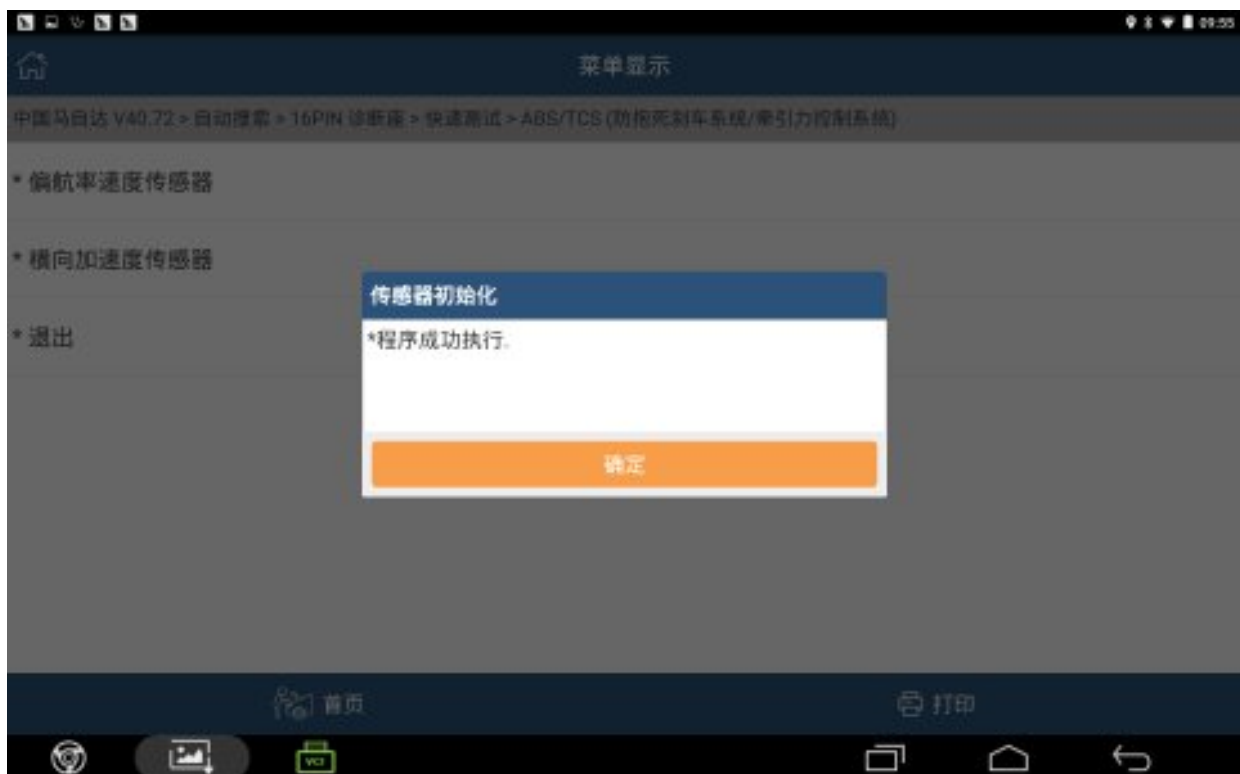 09:55
菜单显示
中国马自达 V40.72 > 自动搜索 > 16PIN 诊断座 > 快速测试 > ABS/TCS (防抱死刹车系统/牵引力控制系统)
* 偏航率速度传感器
* 横向加速度传感器
传感器初始化
* 退出
*程序成功执行.
确定
首页
打印
VCI